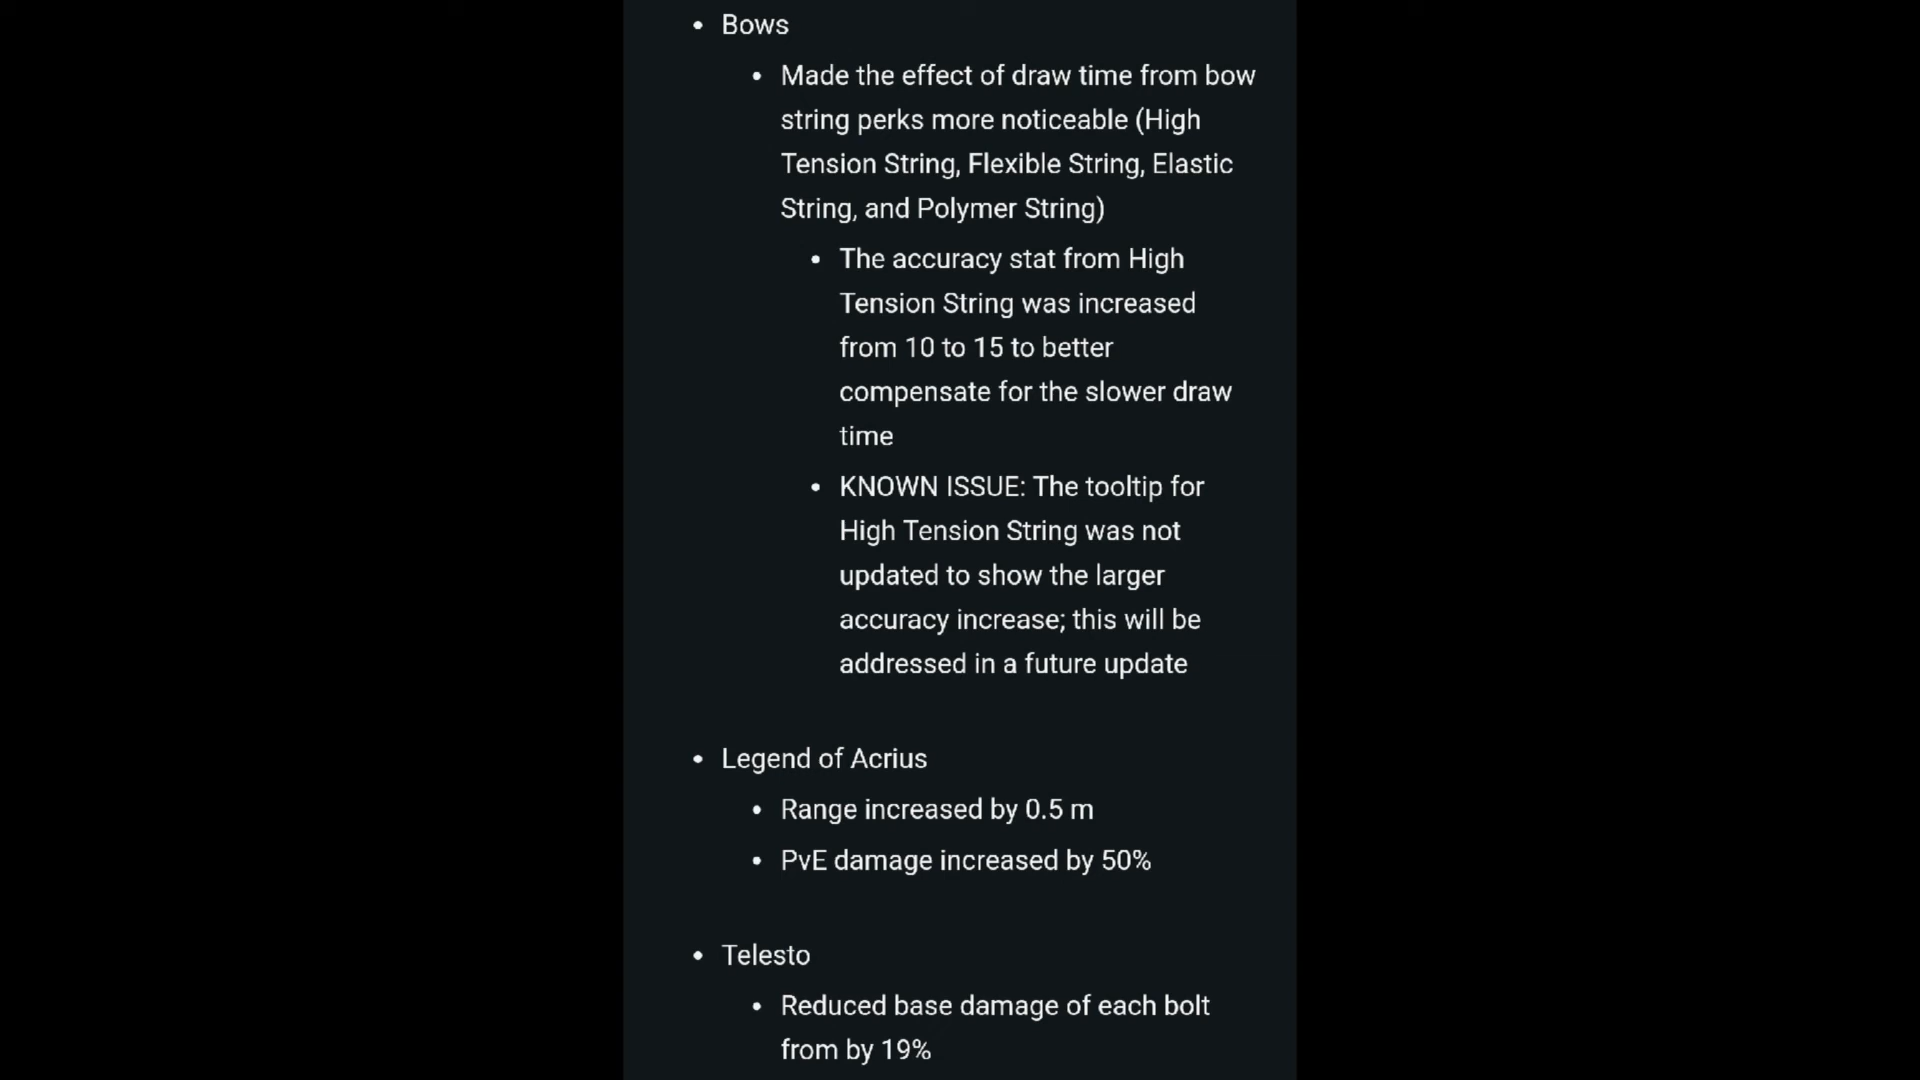 • Bows
• Made the effect of draw time from bow
string perks more noticeable (High
Tension String, Flexible String, Elastic
String, and Polymer String)
• The accuracy stat from High
Tension String was increased
from 10 to 15 to better
compensate for the slower draw
time
• KNOWN ISSUE: The tooltip for
High Tension String was not
updated to show the larger
accuracy increase; this will be
addressed in a future update
• Legend of Acrius
• Range increased by 0.5 m
• PvE damage increased by 50%
• Telesto
• Reduced base damage of each bolt
from by 19%